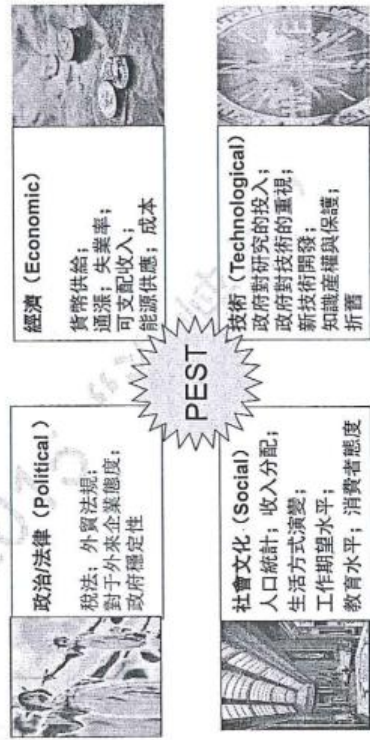 政治/法律 (Political)
稅法；外貿法規；
對于外來企業態度；
政府穩定性
經濟 (Economic)
貨幣供給；
通漲；失業率；
可支配收入；
能源供應；成本
PEST
社會文化 (Social)
人口統計；收入分配；
生活方式演變；
工作期望水平；
教育水平；消費者態度
技術 (Technological)
政府對研究的投入；
政府對技術的重視；
新技術開發；
知識產權與保護；
折舊